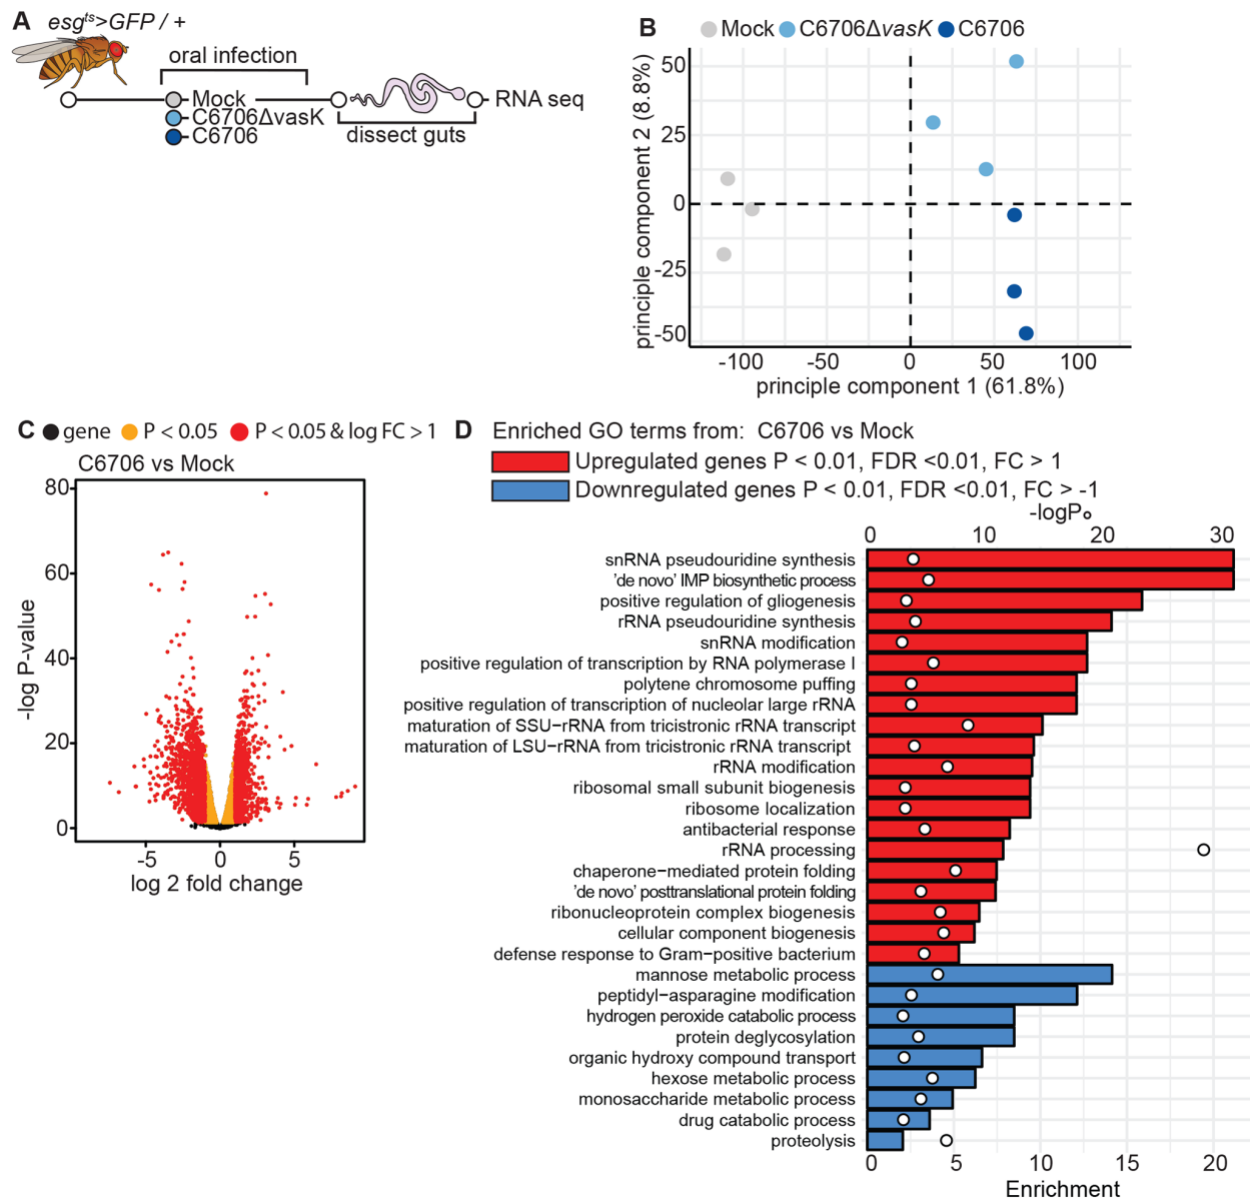 A
esgts>GFP / +
oral infection
Mock
C6706ΔvasK
C6706
dissect guts
RNA seq
B
Mock C6706ΔvasK C6706
principle component 2 (8.8%)
50
25
0
-25
-50
-100 -50 0 50 100
principle component 1 (61.8%)
C gene P < 0.05 P < 0.05 & log FC > 1
C6706 vs Mock
-log P-value
80
60
40
20
0
-5 0 5
log 2 fold change
D Enriched GO terms from: C6706 vs Mock
Upregulated genes P < 0.01, FDR <0.01, FC > 1
Downregulated genes P < 0.01, FDR <0.01, FC > -1
-logP
0 10 20 30
snRNA pseudouridine synthesis
'de novo' IMP biosynthetic process
positive regulation of gliogenesis
rRNA pseudouridine synthesis
snRNA modification
positive regulation of transcription by RNA polymerase I
polytene chromosome puffing
positive regulation of transcription of nucleolar large rRNA
maturation of SSU−rRNA from tricistronic rRNA transcript
maturation of LSU−rRNA from tricistronic rRNA transcript
rRNA modification
ribosomal small subunit biogenesis
ribosome localization
antibacterial response
rRNA processing
chaperone−mediated protein folding
'de novo' posttranslational protein folding
ribonucleoprotein complex biogenesis
cellular component biogenesis
defense response to Gram−positive bacterium
mannose metabolic process
peptidyl−asparagine modification
hydrogen peroxide catabolic process
protein deglycosylation
organic hydroxy compound transport
hexose metabolic process
monosaccharide metabolic process
drug catabolic process
proteolysis
0 5 10 15 20
Enrichment